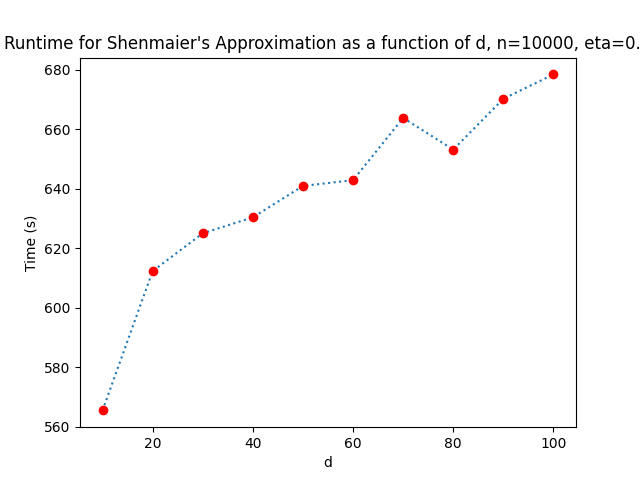 Runtime for Shenmaier's Approximation as a function of d, n=10000, eta=0.
680
660
640
620
600
580
560
Time (s)
20 40 60 80 100
d